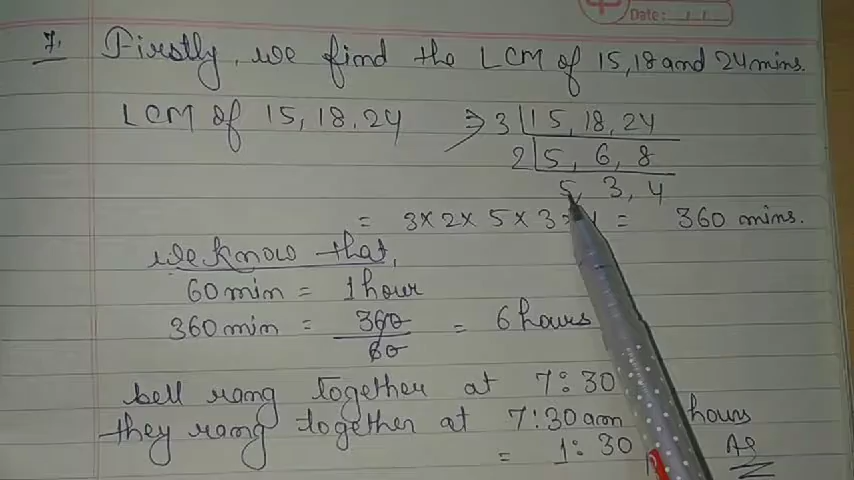 Date:
7. Firstly, we find the LCM of 15, 18 and 24 mins.
LCM of 15, 18, 24 ⇒ 3 | 15, 18, 24
2 | 5, 6, 8
5, 3, 4
= 3 × 2 × 5 × 3 × 4 = 360 mins.
We know that,
60 min = 1 hour
360 min = 360/60 = 6 hours
bell rang together at 7:30
they rang together at 7:30 am hours
= 1:30 As